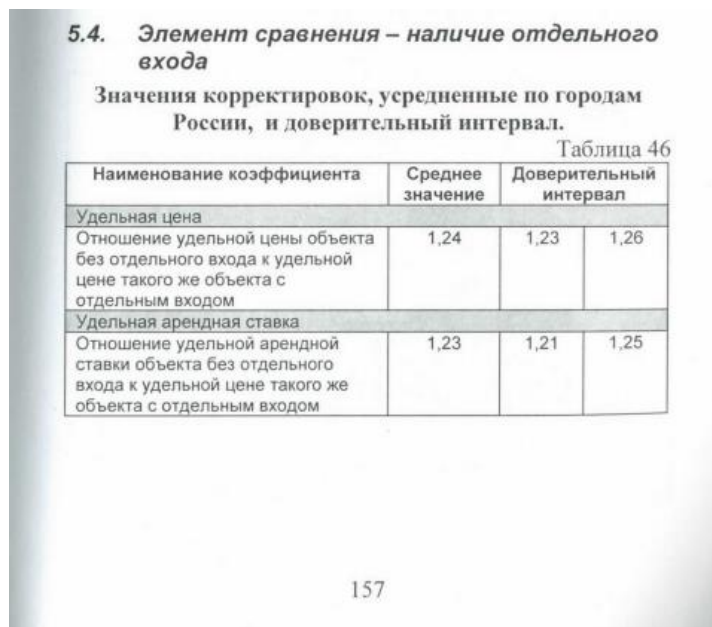 5.4. Элемент сравнения – наличие отдельного
входа
Значения корректировок, усредненные по городам
России, и доверительный интервал.
Таблица 46
Наименование коэффициента Среднее значение Доверительный интервал
Удельная цена
Отношение удельной цены объекта 1,24 1,23 1,26
без отдельного входа к удельной
цене такого же объекта с
отдельным входом
Удельная арендная ставка
Отношение удельной арендной 1,23 1,21 1,25
ставки объекта без отдельного
входа к удельной цене такого же
объекта с отдельным входом
157